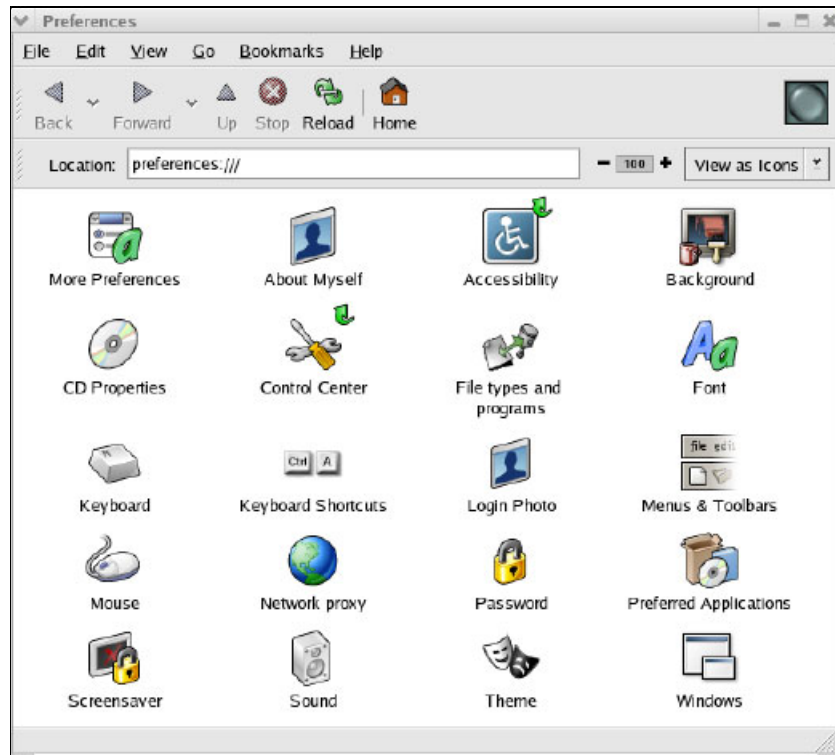 Preferences
File Edit View Go Bookmarks Help
Back Forward Up Stop Reload Home
Location: preferences:/// 100 View as Icons
More Preferences About Myself Accessibility Background
CD Properties Control Center File types and programs Font
Keyboard Ctrl A Keyboard Shortcuts Login Photo file edit Menus & Toolbars
Mouse Network proxy Password Preferred Applications
Screensaver Sound Theme Windows